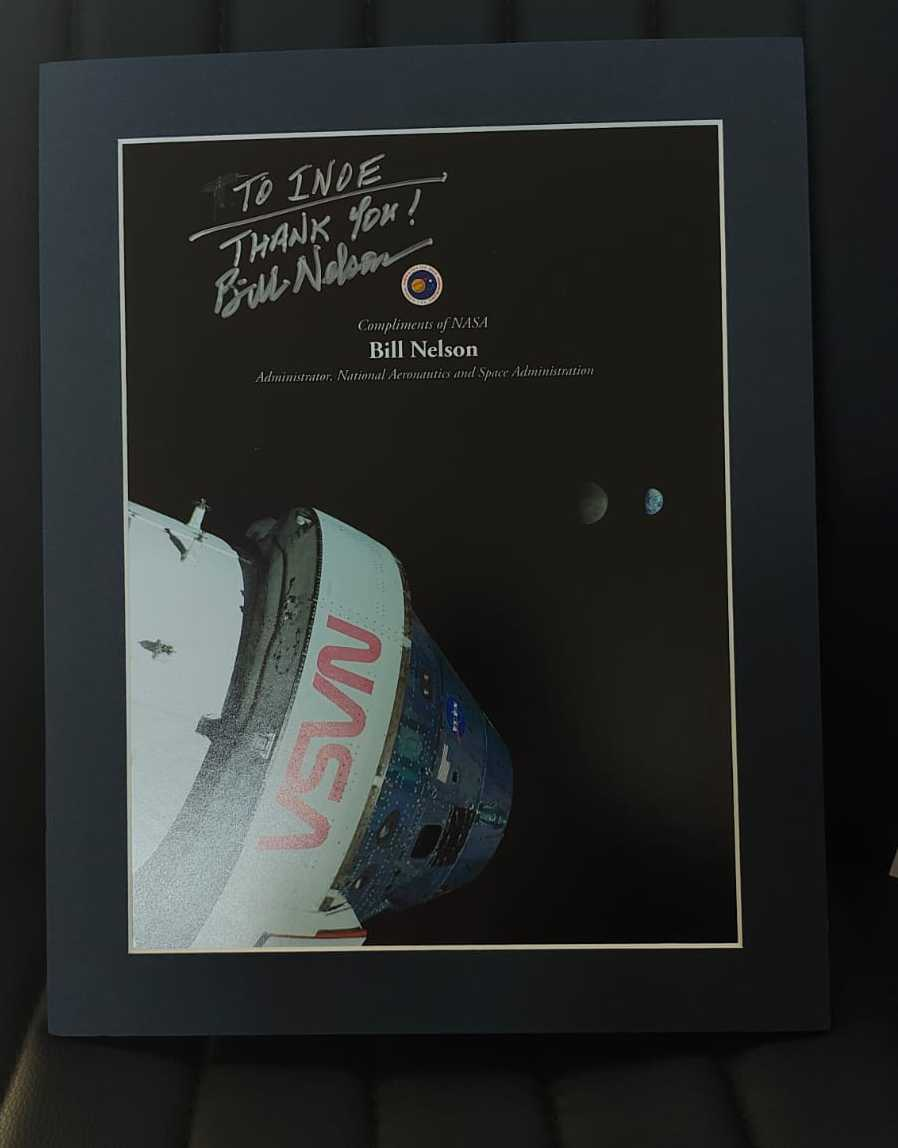 TO INOE
THANK YOU!
Bill Nelson
Compliments of NASA
Bill Nelson
Administrator, National Aeronautics and Space Administration
NASA